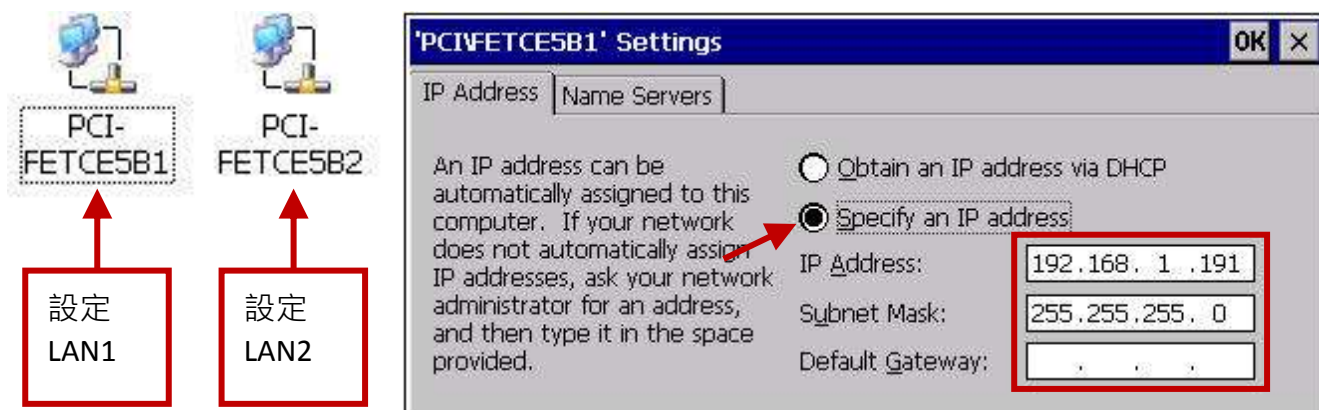 PCI-
FETCE5B1
PCI-
FETCE5B2
設定
LAN1
設定
LAN2
'PCI\FETCE5B1' Settings
OK ×
IP Address
Name Servers
An IP address can be
automatically assigned to this
computer. If your network
does not automatically assign
IP addresses, ask your network
administrator for an address,
and then type it in the space
provided.
Obtain an IP address via DHCP
Specify an IP address
IP Address: 192.168. 1 .191
Subnet Mask: 255.255.255. 0
Default Gateway: . . .